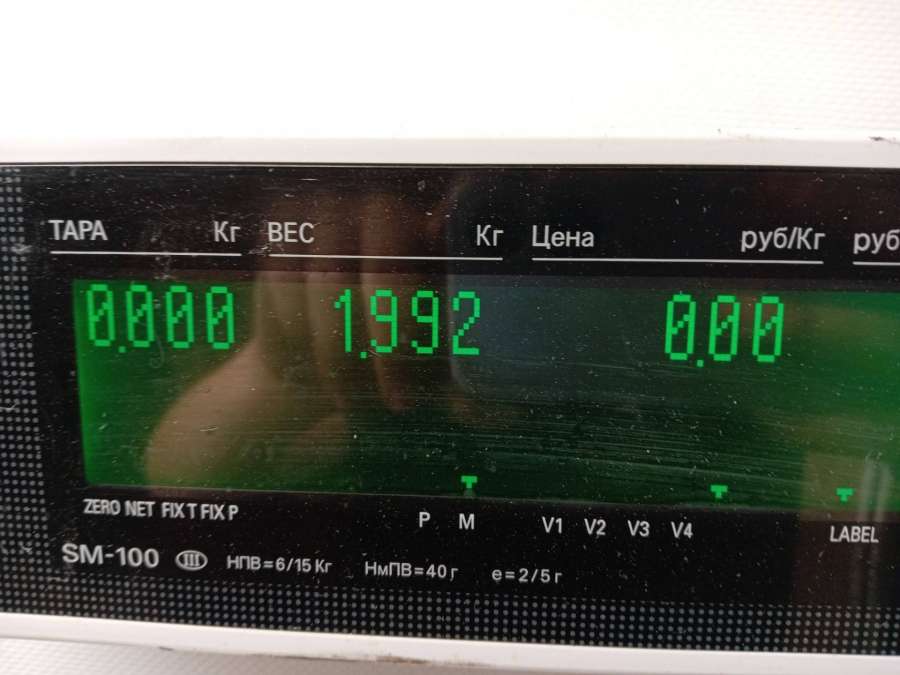 ТАРА Кг ВЕС Кг Цена руб/Кг руб
0.000 1.992 0.00
ZERO NET FIX T FIX P P M V1 V2 V3 V4 LABEL
SM-100 III НПВ=6/15 Кг НмПВ=40 г e=2/5 г